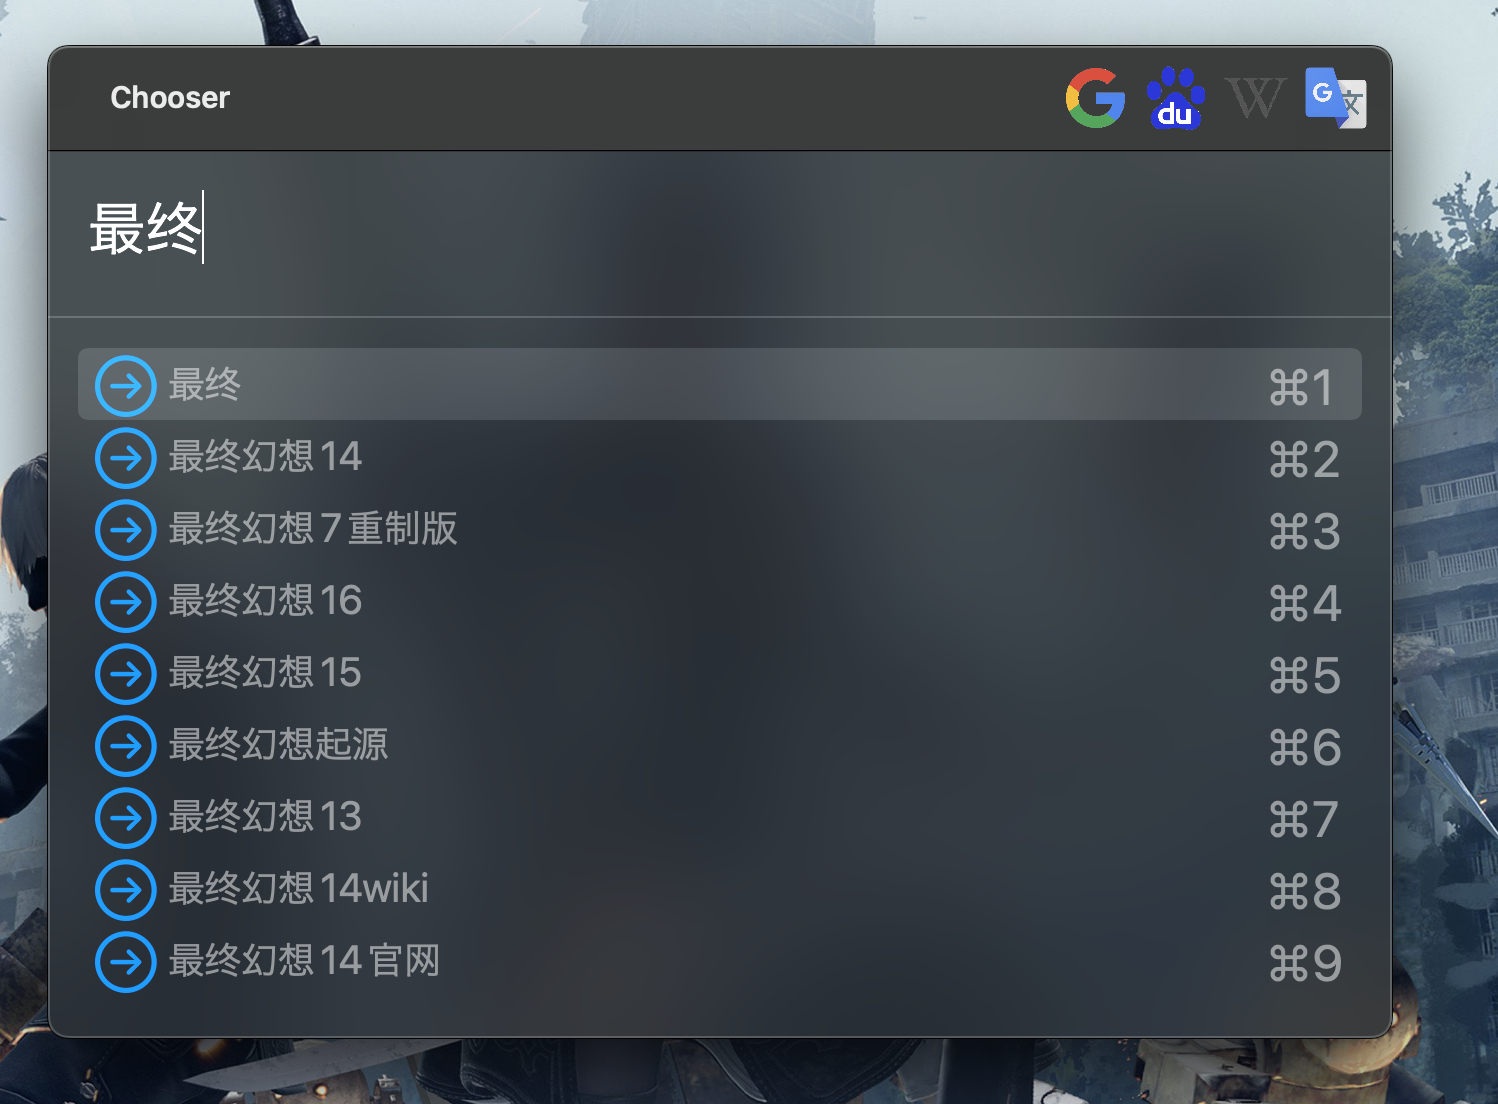 Chooser
du
W
G 文
最终
最终 ⌘1
最终幻想14 ⌘2
最终幻想7重制版 ⌘3
最终幻想16 ⌘4
最终幻想15 ⌘5
最终幻想起源 ⌘6
最终幻想13 ⌘7
最终幻想14wiki ⌘8
最终幻想14官网 ⌘9